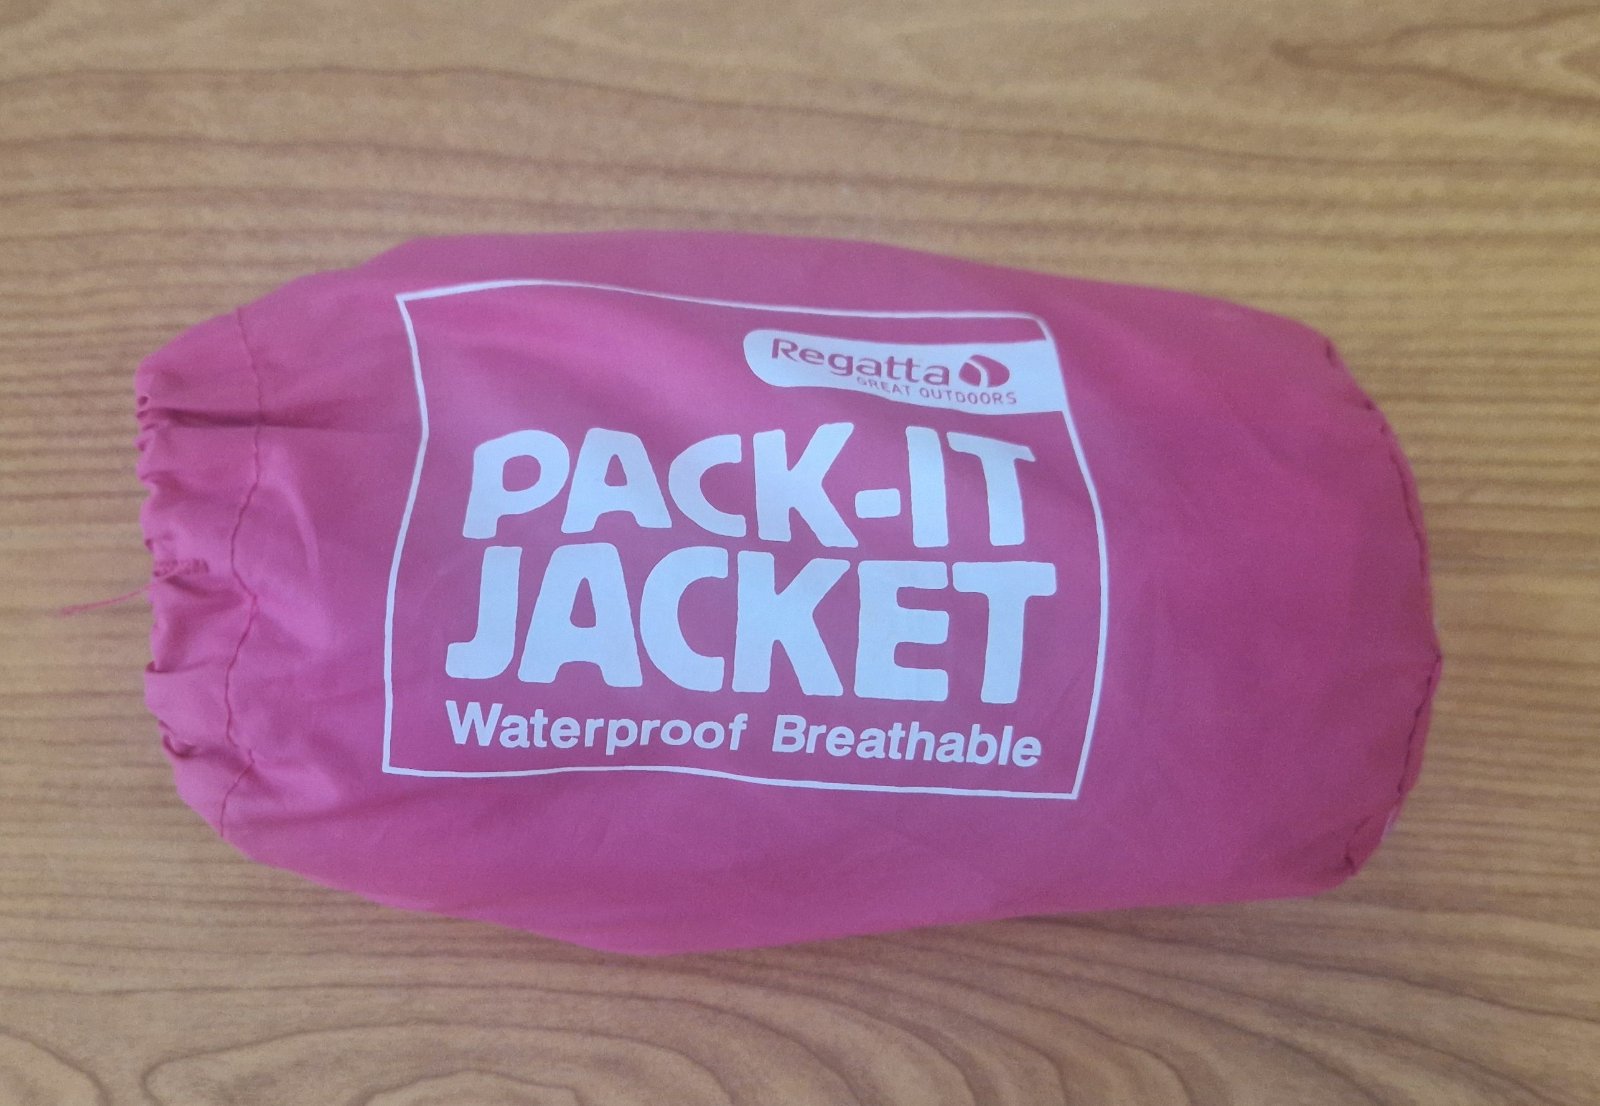 Regatta
GREAT OUTDOORS
PACK-IT
JACKET
Waterproof Breathable